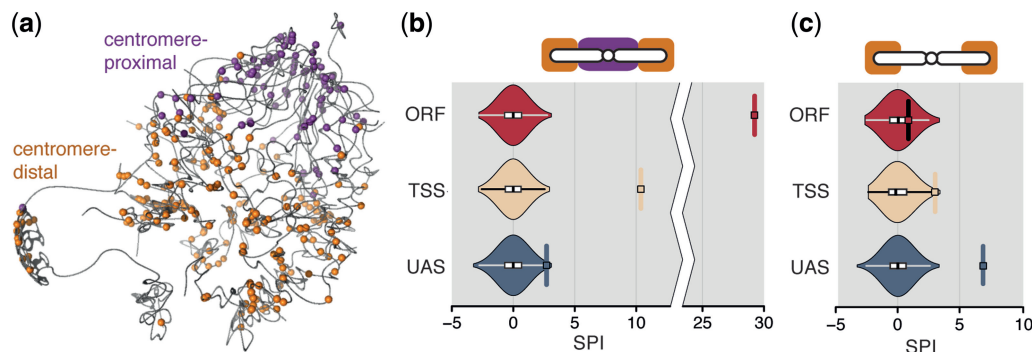 (a)
centromere-
proximal
centromere-
distal
(b)
ORF
TSS
UAS
-5 0 5 10 25 30
SPI
(c)
ORF
TSS
UAS
-5 0 5 10
SPI